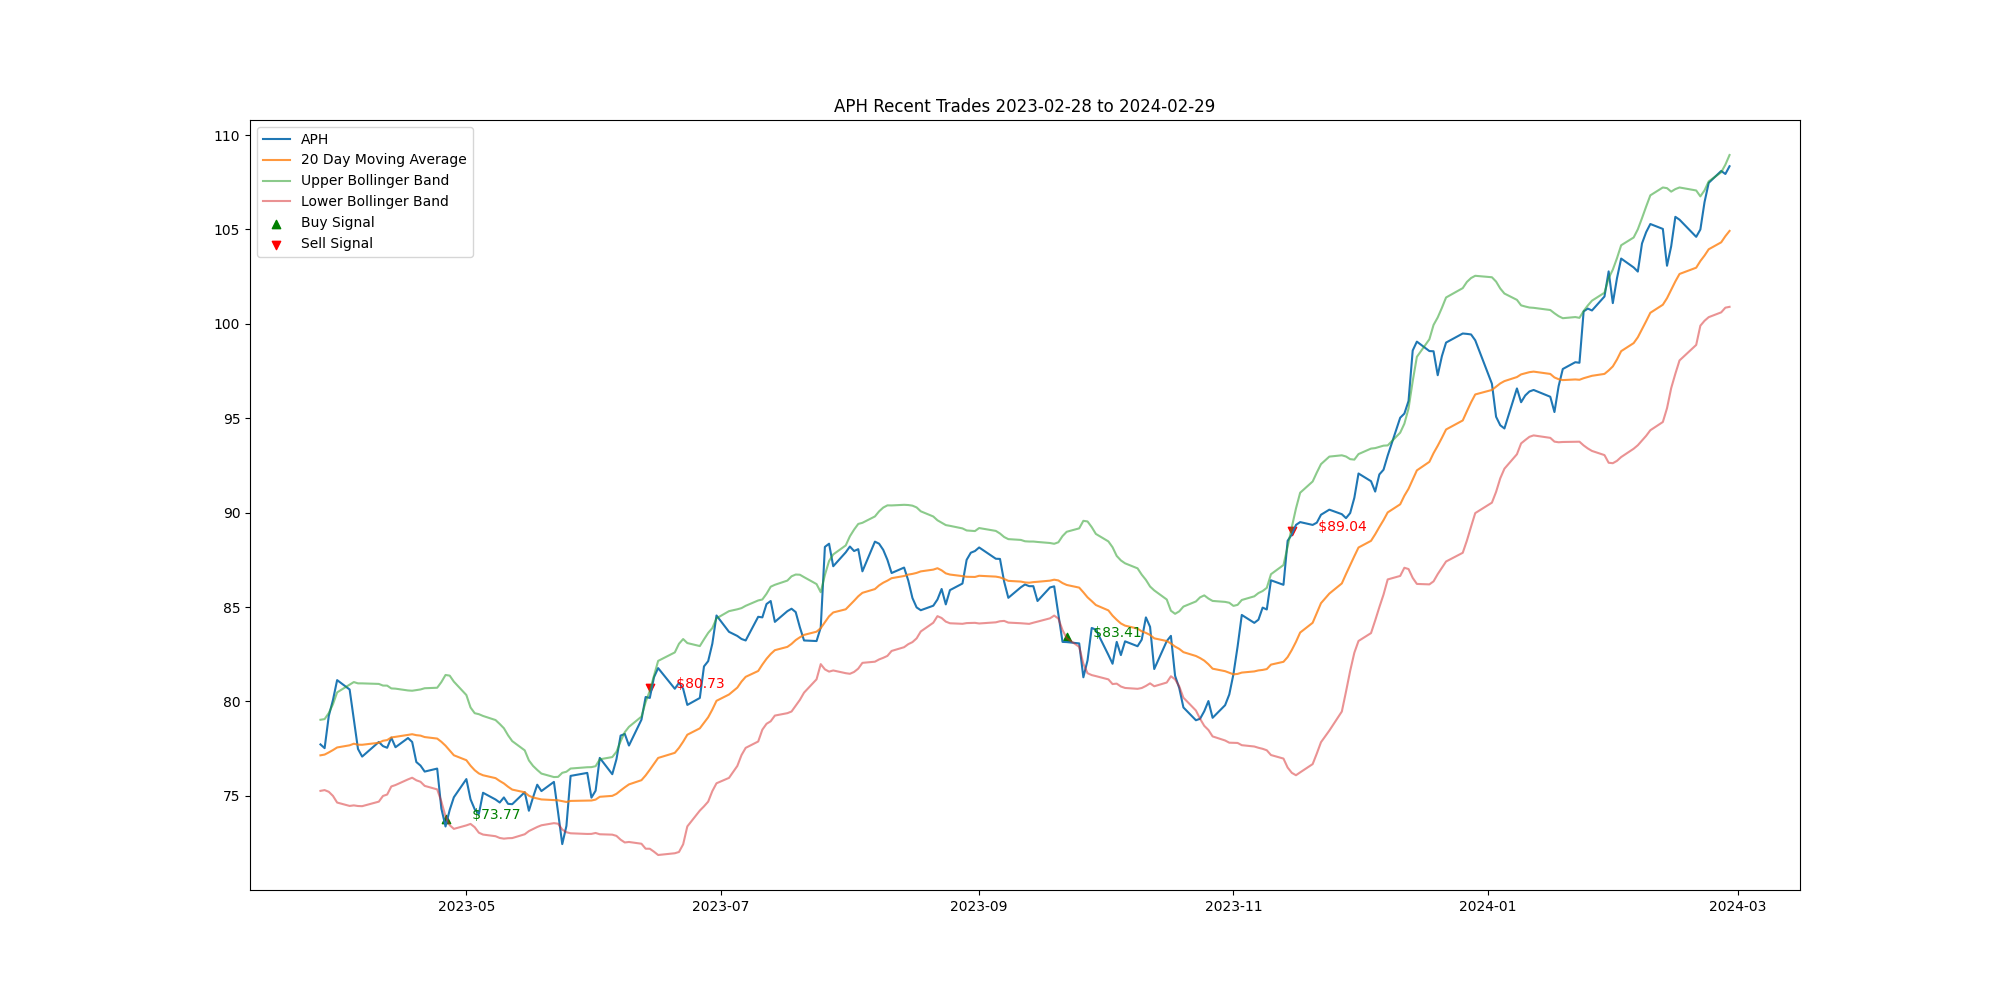 APH Recent Trades 2023-02-28 to 2024-02-29
110
105
100
95
90
85
80
75
APH
20 Day Moving Average
Upper Bollinger Band
Lower Bollinger Band
Buy Signal
Sell Signal
$89.04
$83.41
$80.73
$73.77
2023-05
2023-07
2023-09
2023-11
2024-01
2024-03